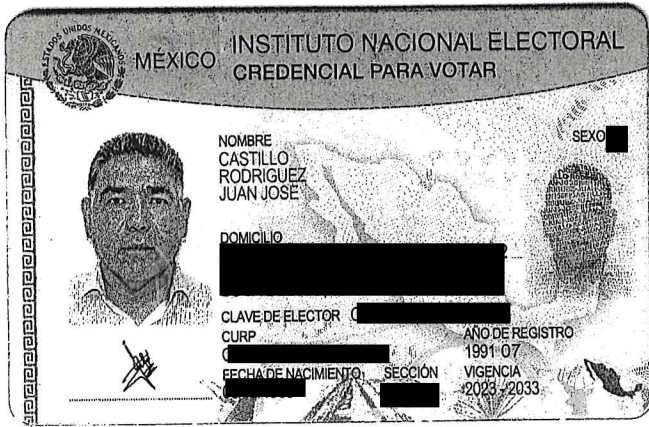 ESTADOS UNIDOS MEXICANOS
MÉXICO INSTITUTO NACIONAL ELECTORAL
CREDENCIAL PARA VOTAR
NOMBRE
SEXO
CASTILLO
RODRIGUEZ
JUAN JOSE
DOMICILIO
CLAVE DE ELECTOR
CURP
AÑO DE REGISTRO
1991 07
FECHA DE NACIMIENTO SECCIÓN VIGENCIA
2023 - 2033